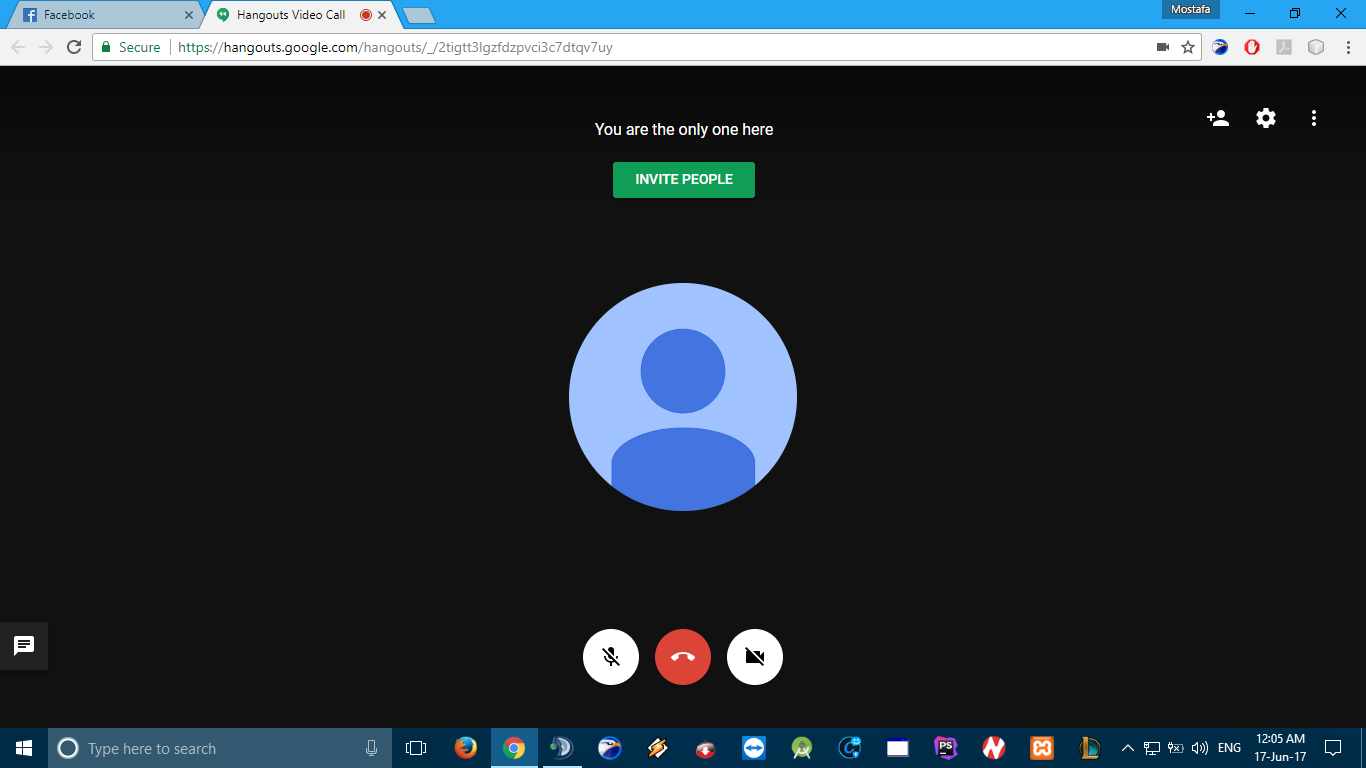 Facebook
Hangouts Video Call
Mostafa
Secure
https://hangouts.google.com/hangouts/_/2tigtt3lgzfdzpvci3c7dtqv7uy
You are the only one here
INVITE PEOPLE
Type here to search
PS
ENG
12:05 AM
17-Jun-17